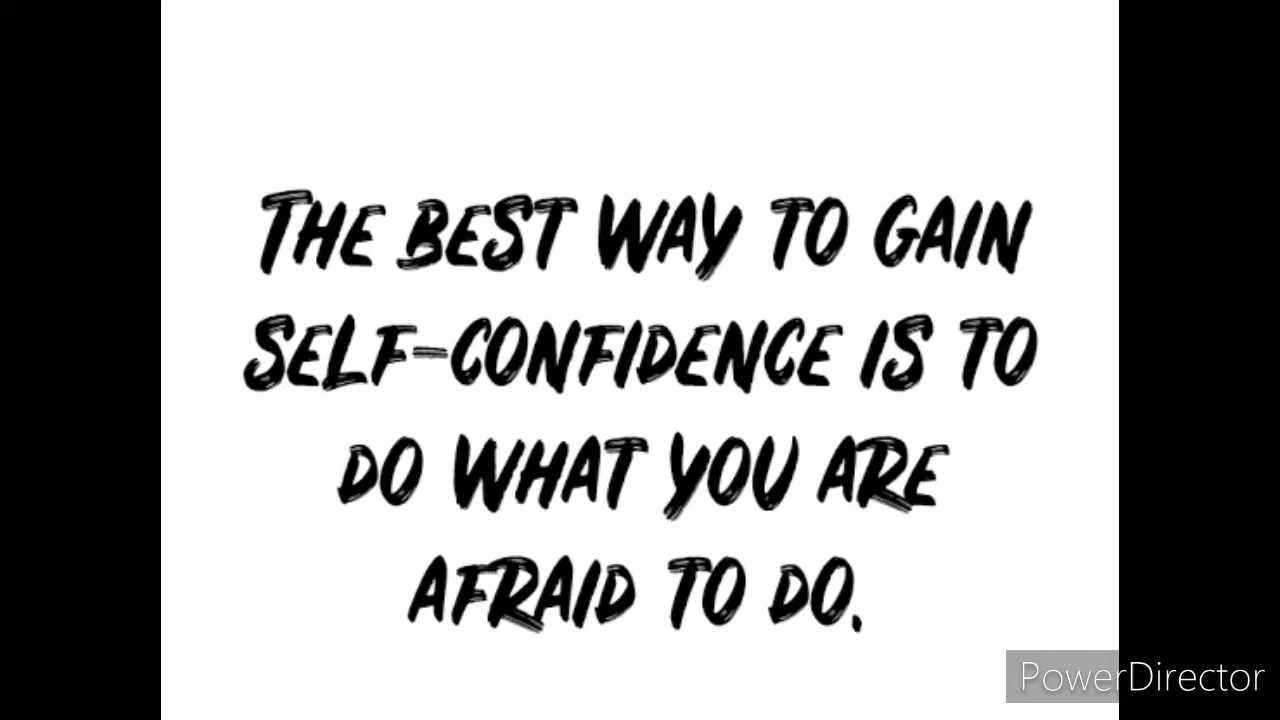 THE BEST WAY TO GAIN
SELF-CONFIDENCE IS TO
DO WHAT YOU ARE
AFRAID TO DO.
PowerDirector